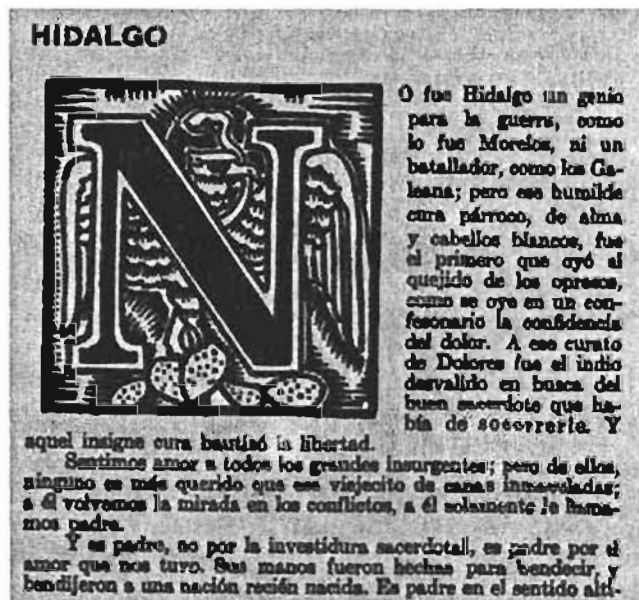 HIDALGO
NO fue Hidalgo un genio
para la guerra, como
lo fue Morelos, ni un
batallador, como los Ga-
leana; pero ese humilde
cura párroco, de alma
y cabellos blancos, fue
el primero que oyó al
quejido de los opresos,
como se oye en un con-
fesonario la confidencia
del dolor. A ese curato
de Dolores fue el indio
desvalido en busca del
buen sacerdote que ha-
bía de socorrerle. Y
aquel insigne cura bautizó la libertad.
Sentimos amor a todos los grandes insurgentes; pero de ellos,
ninguno es más querido que ese viejecito de canas inmaculadas;
a él volvemos la mirada en los conflictos, a él solamente le llama-
mos padre.
Y es padre, no por la investidura sacerdotall, es padre por el
amor que nos tuvo. Sus manos fueron hechas para bendecir, y
bendijeron a una nación recién nacida. Es padre en el sentido altí-